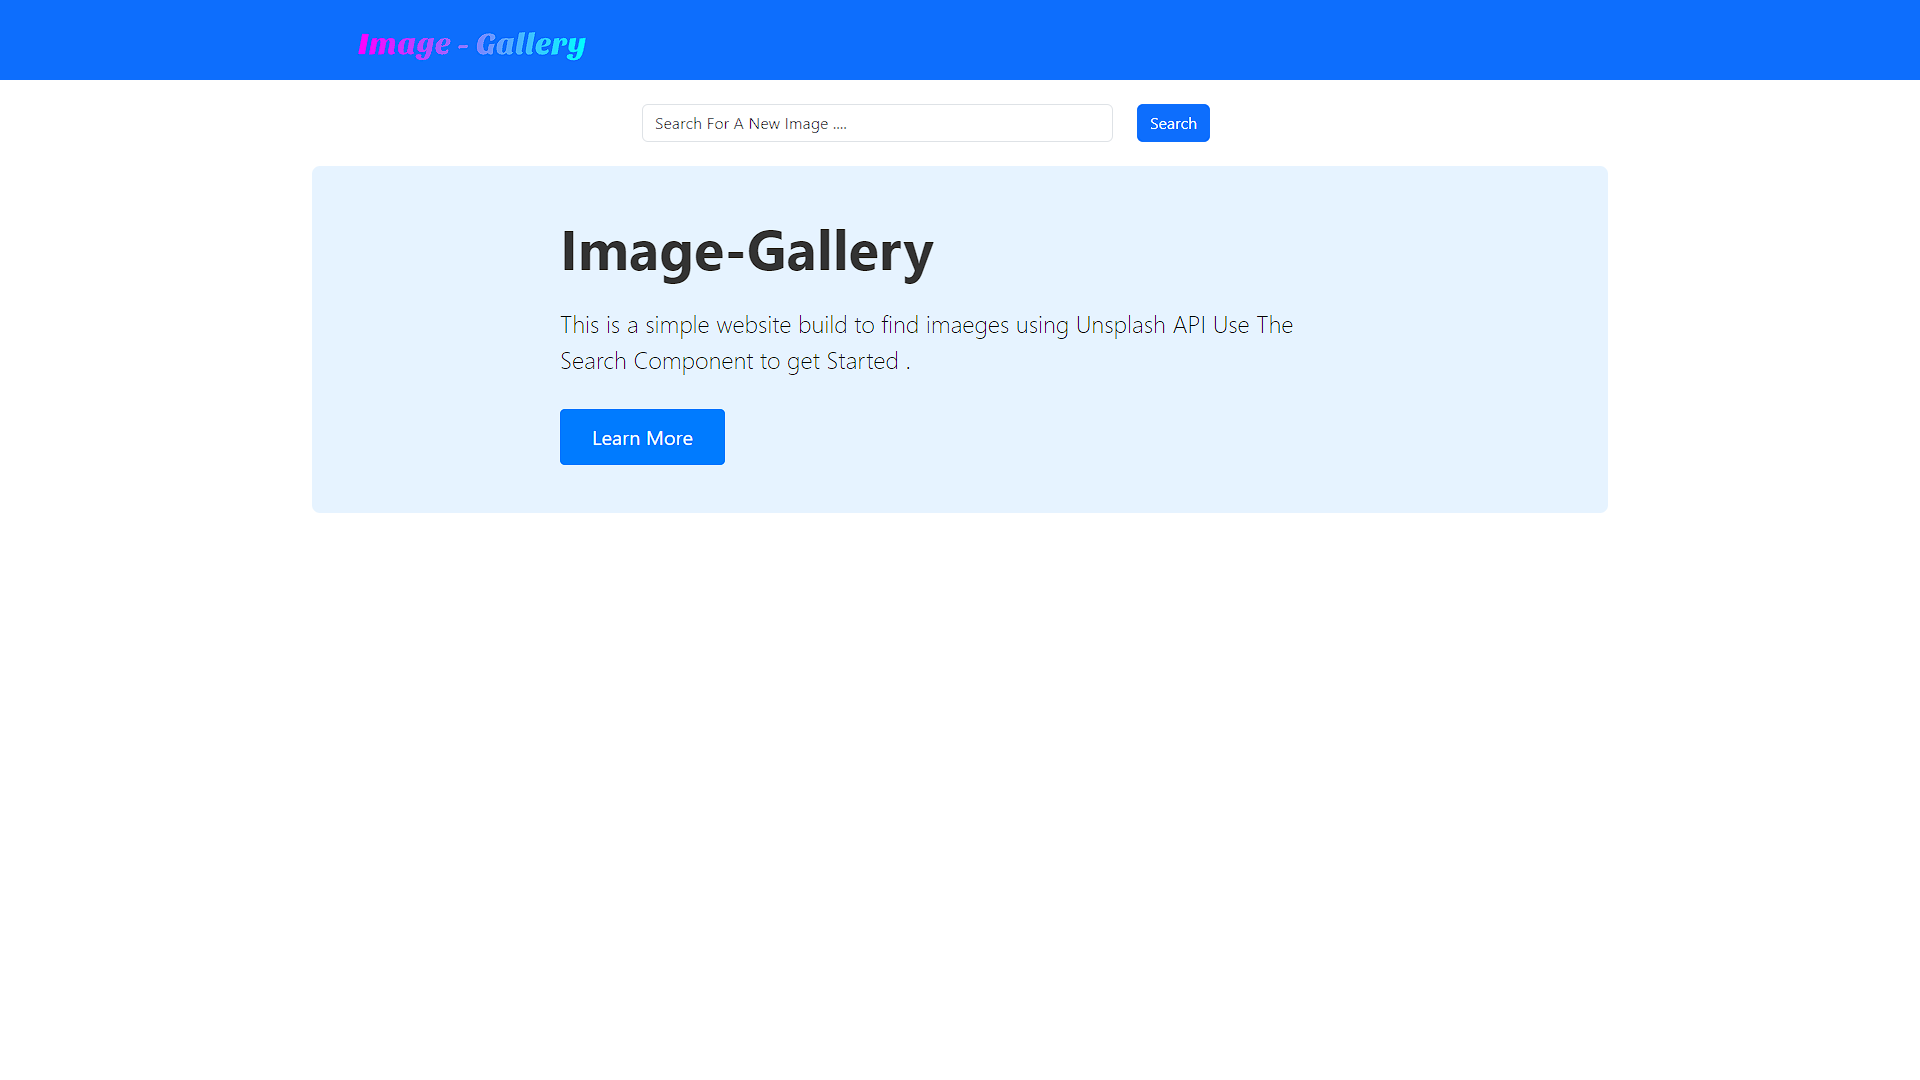 Image - Gallery
Search For A New Image ....
Search
Image-Gallery
This is a simple website build to find imaeges using Unsplash API Use The
Search Component to get Started .
Learn More